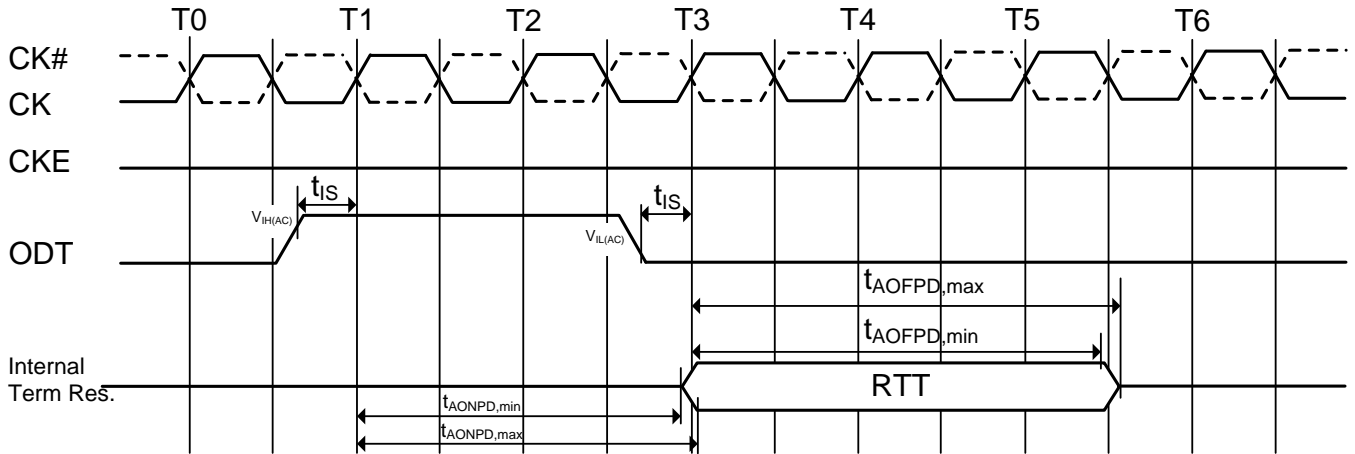 T0 T1 T2 T3 T4 T5 T6
CK#
CK
CKE
tIS
tIS
VIH(AC)
VIL(AC)
ODT
tAOFPD,max
tAOFPD,min
Internal
Term Res.
RTT
tAONPD,min
tAONPD,max